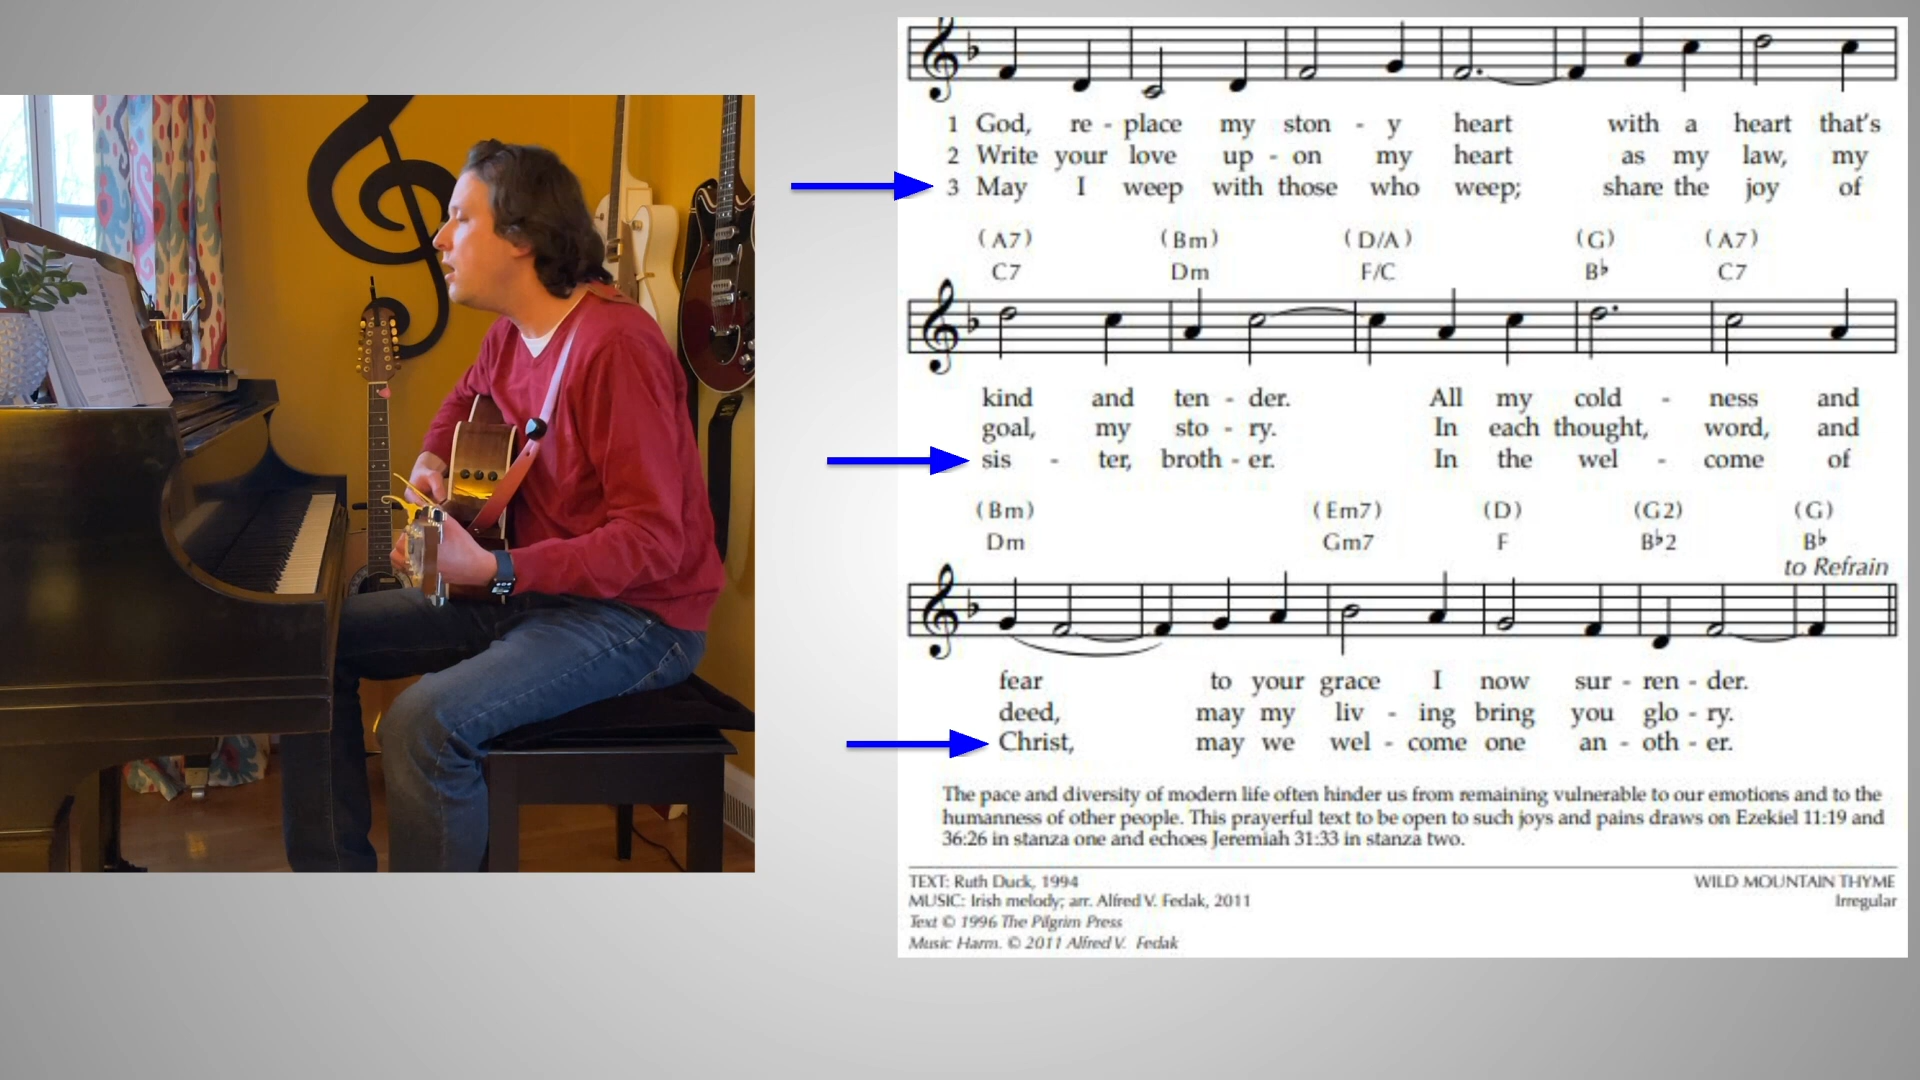 1 God, re - place my ston - y heart with a heart that's
2 Write your love up - on my heart as my law, my
3 May I weep with those who weep; share the joy of
(A7) (Bm) (D/A) (G) (A7)
C7 Dm F/C B♭ C7
kind and ten - der. All my cold - ness and
goal, my sto - ry. In each thought, word, and
sis - ter, broth - er. In the wel - come of
(Bm) (Em7) (D) (G2) (G)
Dm Gm7 F B♭2 B♭
to Refrain
fear to your grace I now sur - ren - der.
deed, may my liv - ing bring you glo - ry.
Christ, may we wel - come one an - oth - er.
The pace and diversity of modern life often hinder us from remaining vulnerable to our emotions and to the
humanness of other people. This prayerful text to be open to such joys and pains draws on Ezekiel 11:19 and
36:26 in stanza one and echoes Jeremiah 31:33 in stanza two.
TEXT: Ruth Duck, 1994 WILD MOUNTAIN THYME
MUSIC: Irish melody; arr. Alfred V. Fedak, 2011 Irregular
Text © 1996 The Pilgrim Press
Music Harm. © 2011 Alfred V. Fedak